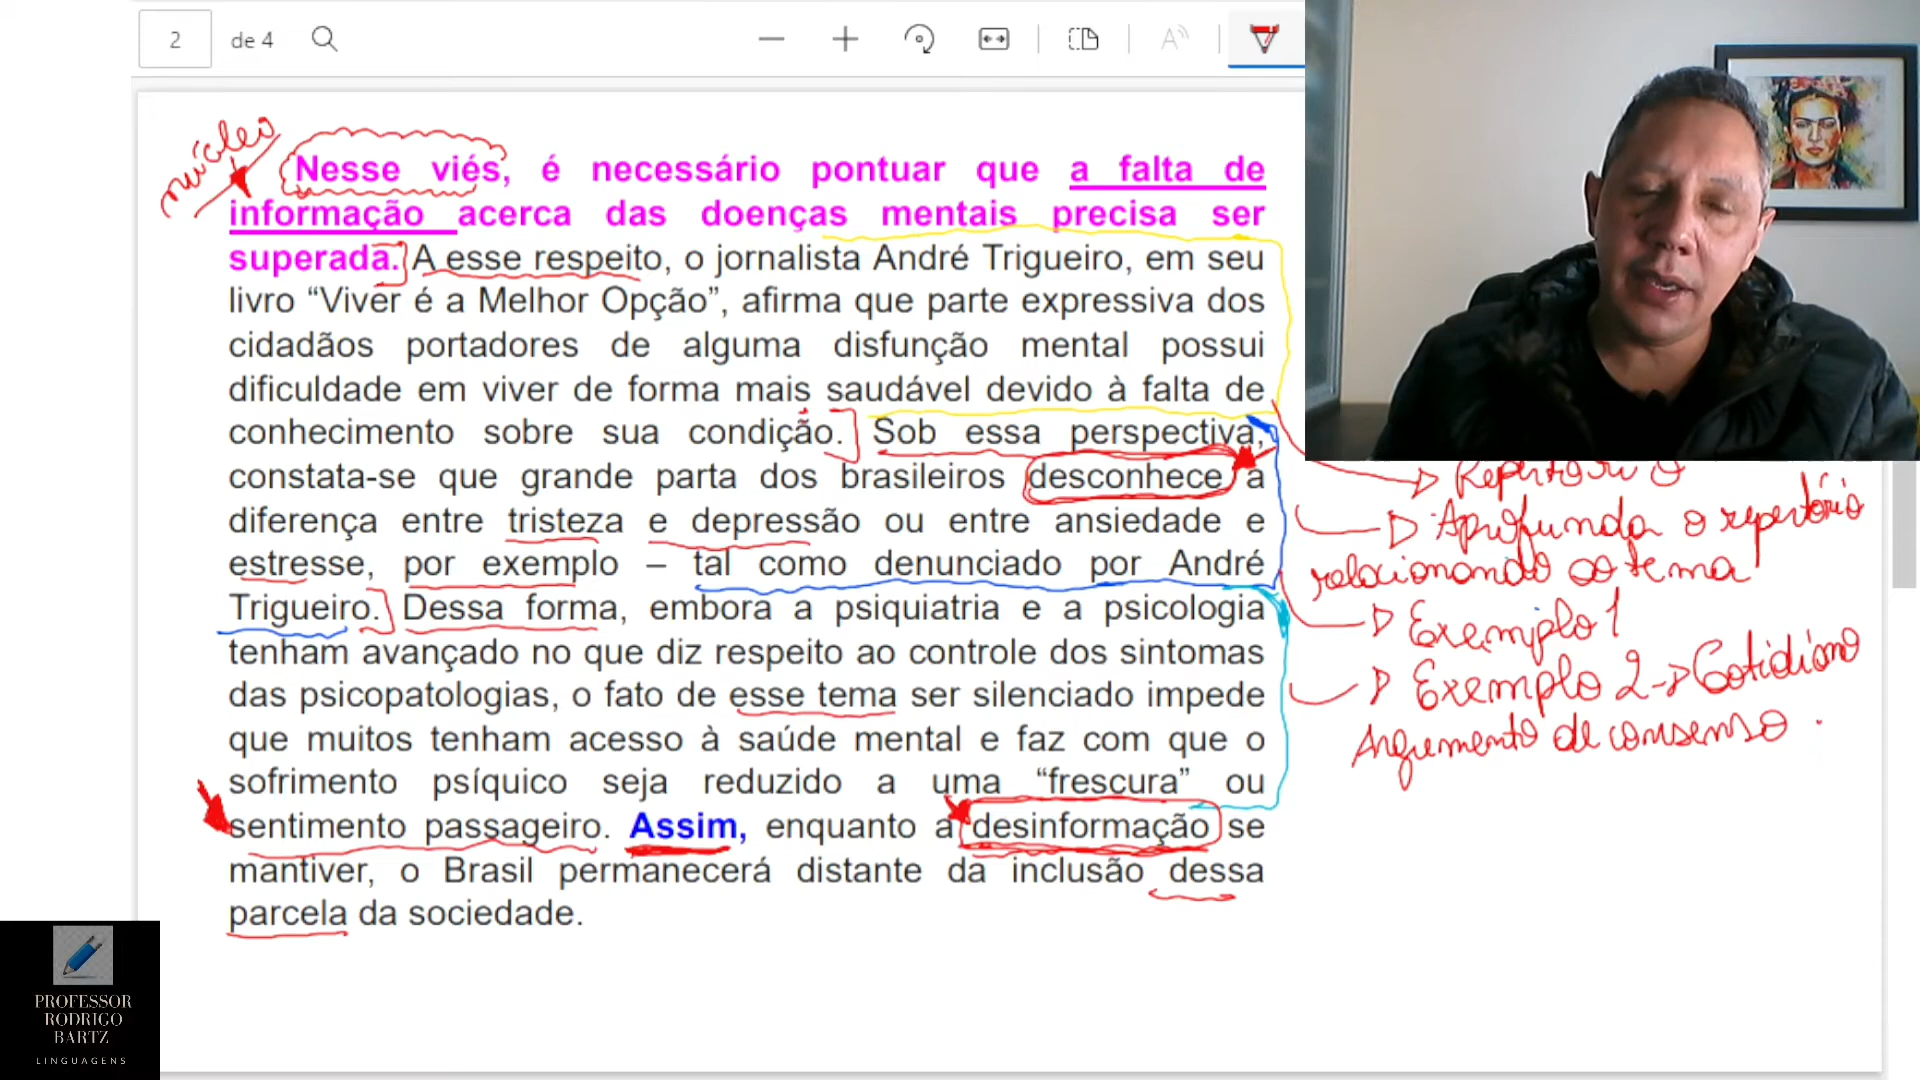 2 de 4
núcleo
Nesse viés, é necessário pontuar que a falta de
informação acerca das doenças mentais precisa ser
superada. A esse respeito, o jornalista André Trigueiro, em seu
livro “Viver é a Melhor Opção”, afirma que parte expressiva dos
cidadãos portadores de alguma disfunção mental possui
dificuldade em viver de forma mais saudável devido à falta de
conhecimento sobre sua condição. Sob essa perspectiva,
constata-se que grande parta dos brasileiros desconhece a
diferença entre tristeza e depressão ou entre ansiedade e
estresse, por exemplo – tal como denunciado por André
Trigueiro. Dessa forma, embora a psiquiatria e a psicologia
tenham avançado no que diz respeito ao controle dos sintomas
das psicopatologias, o fato de esse tema ser silenciado impede
que muitos tenham acesso à saúde mental e faz com que o
sofrimento psíquico seja reduzido a uma “frescura” ou
sentimento passageiro. Assim, enquanto a desinformação se
mantiver, o Brasil permanecerá distante da inclusão dessa
parcela da sociedade.
Repertório
Aprofunda o repertório
relacionando ao tema
Exemplo 1
Exemplo 2 -> Cotidiano
Argumento de consenso.
PROFESSOR
RODRIGO
BARTZ
LINGUAGENS